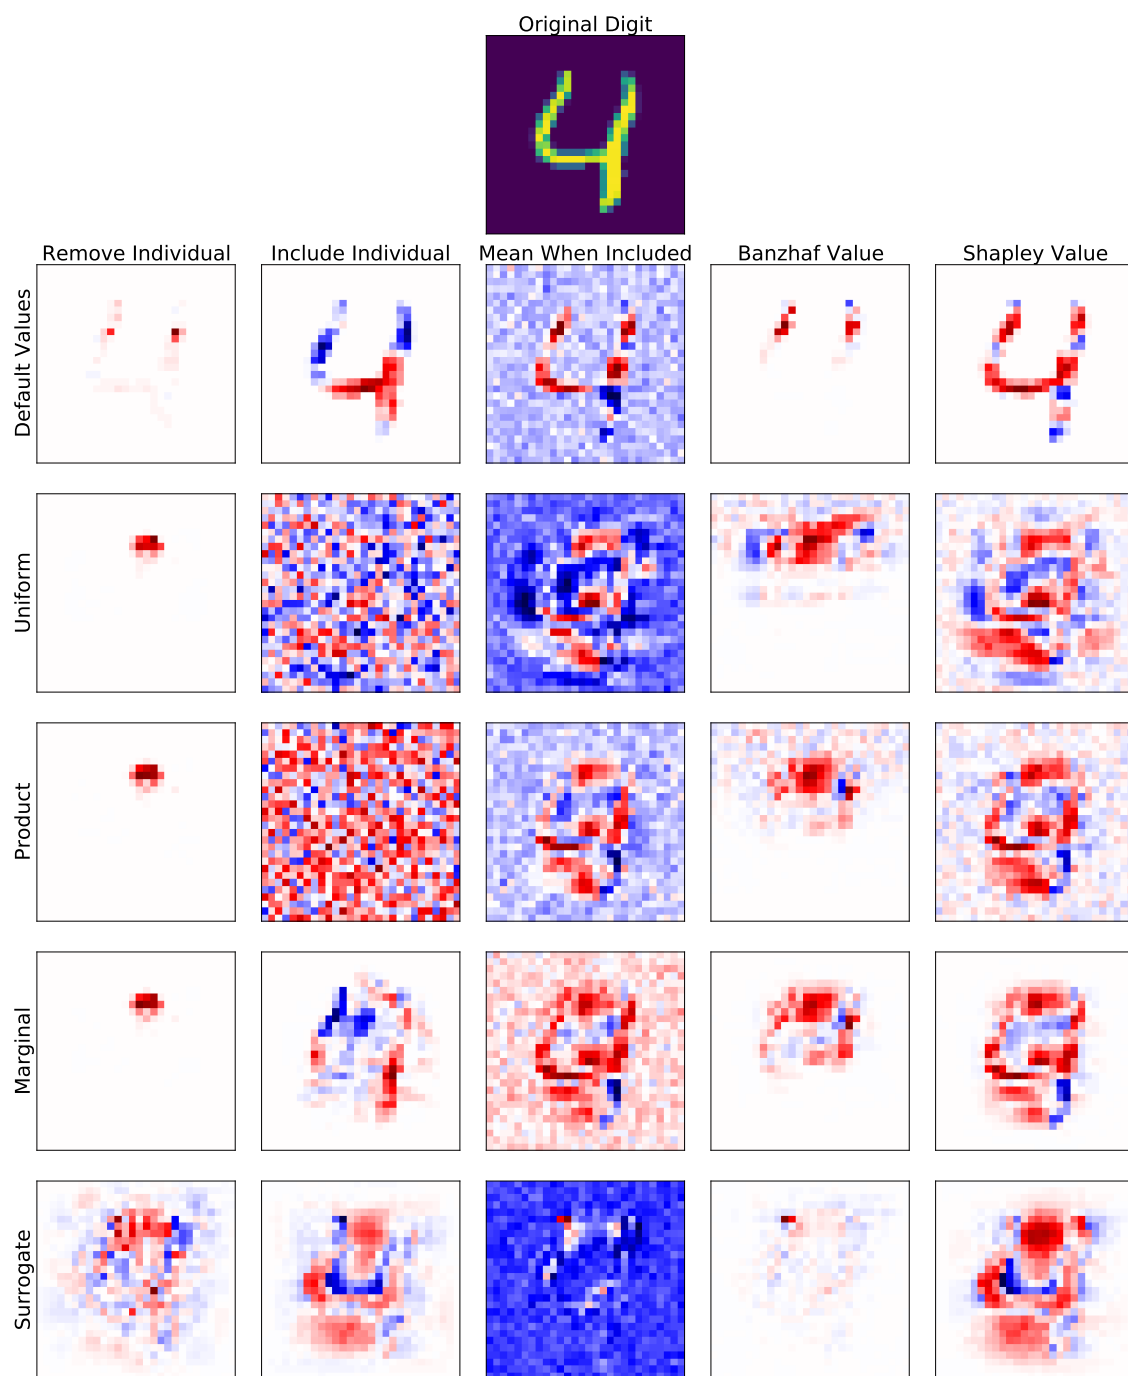 Original Digit
Remove Individual Include Individual Mean When Included Banzhaf Value Shapley Value
Default Values
Uniform
Product
Marginal
Surrogate